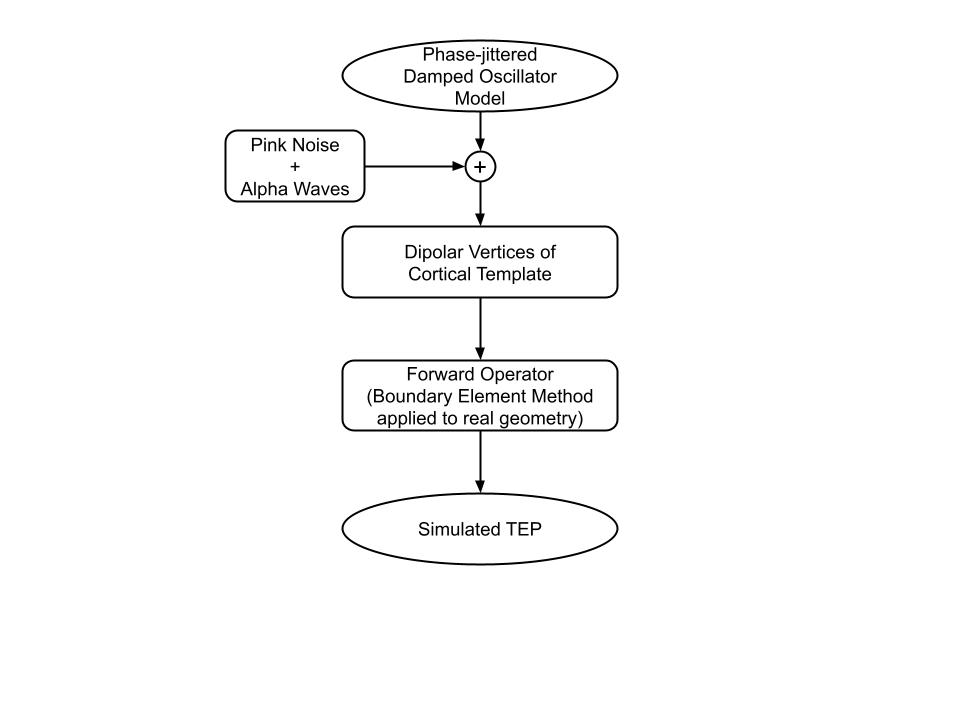 Phase-jittered
Damped Oscillator
Model
Pink Noise
+
Alpha Waves
+
Dipolar Vertices of
Cortical Template
Forward Operator
(Boundary Element Method
applied to real geometry)
Simulated TEP